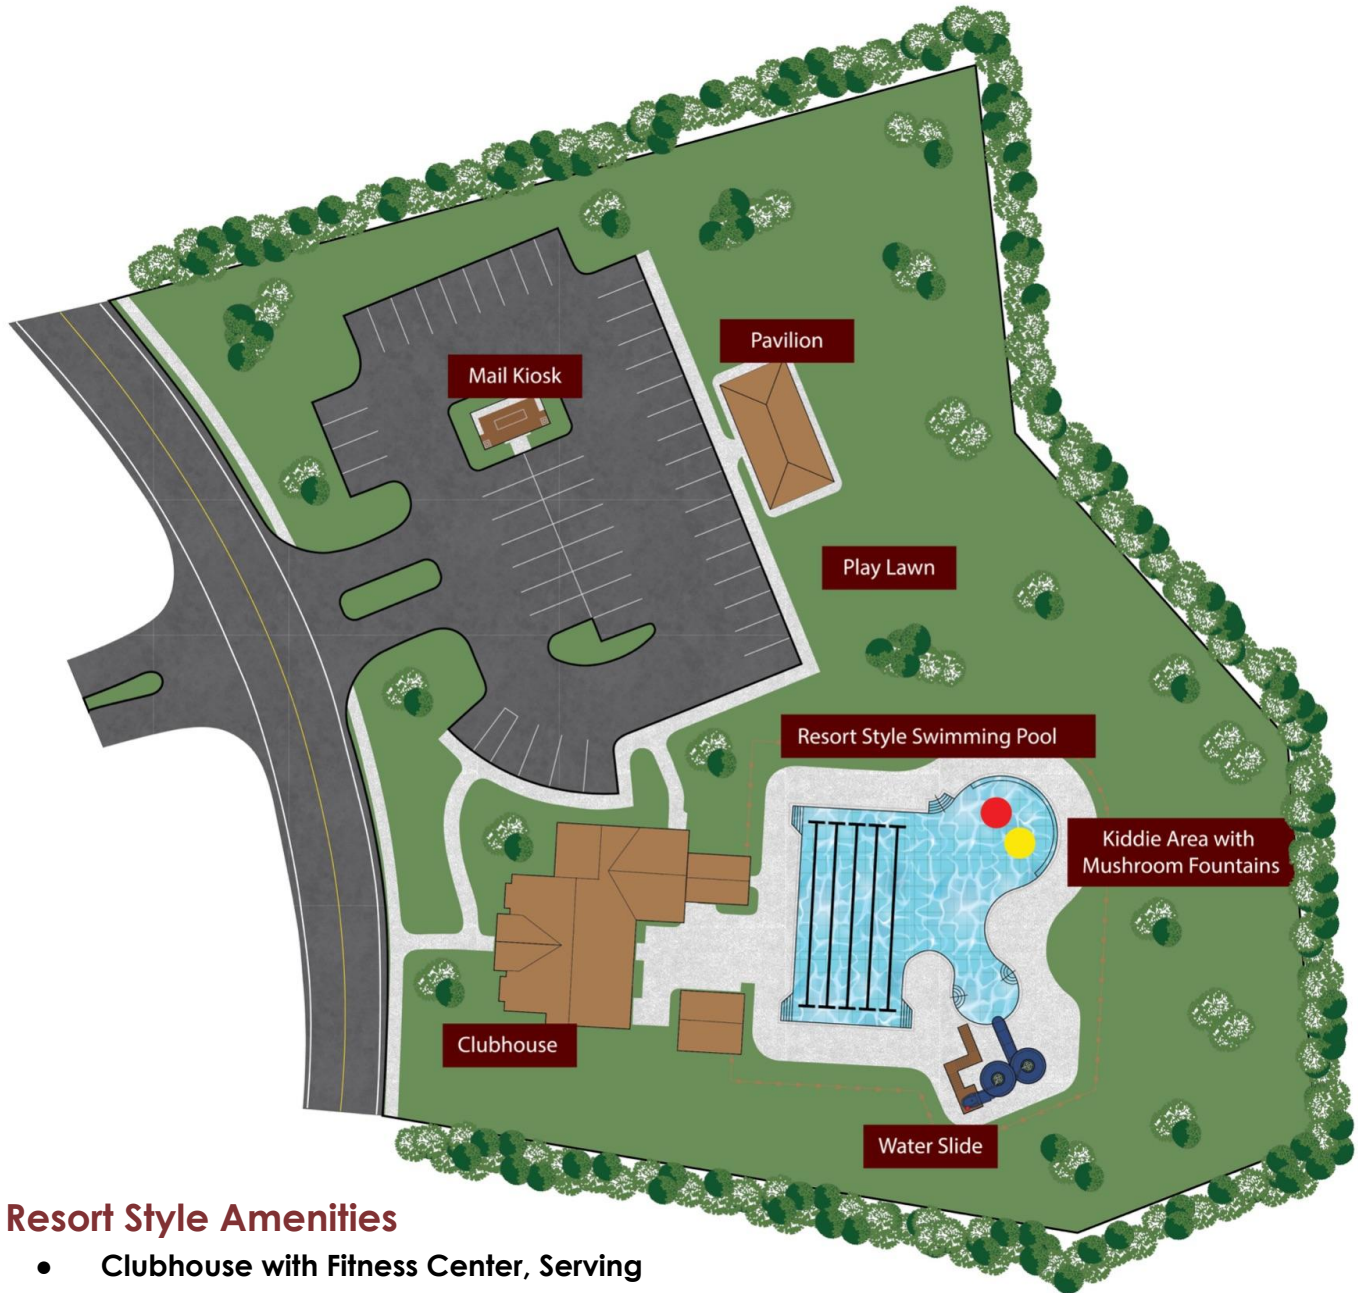 Pavilion
Mail Kiosk
Play Lawn
Resort Style Swimming Pool
Kiddie Area with
Mushroom Fountains
Clubhouse
Water Slide
Resort Style Amenities
● Clubhouse with Fitness Center, Serving